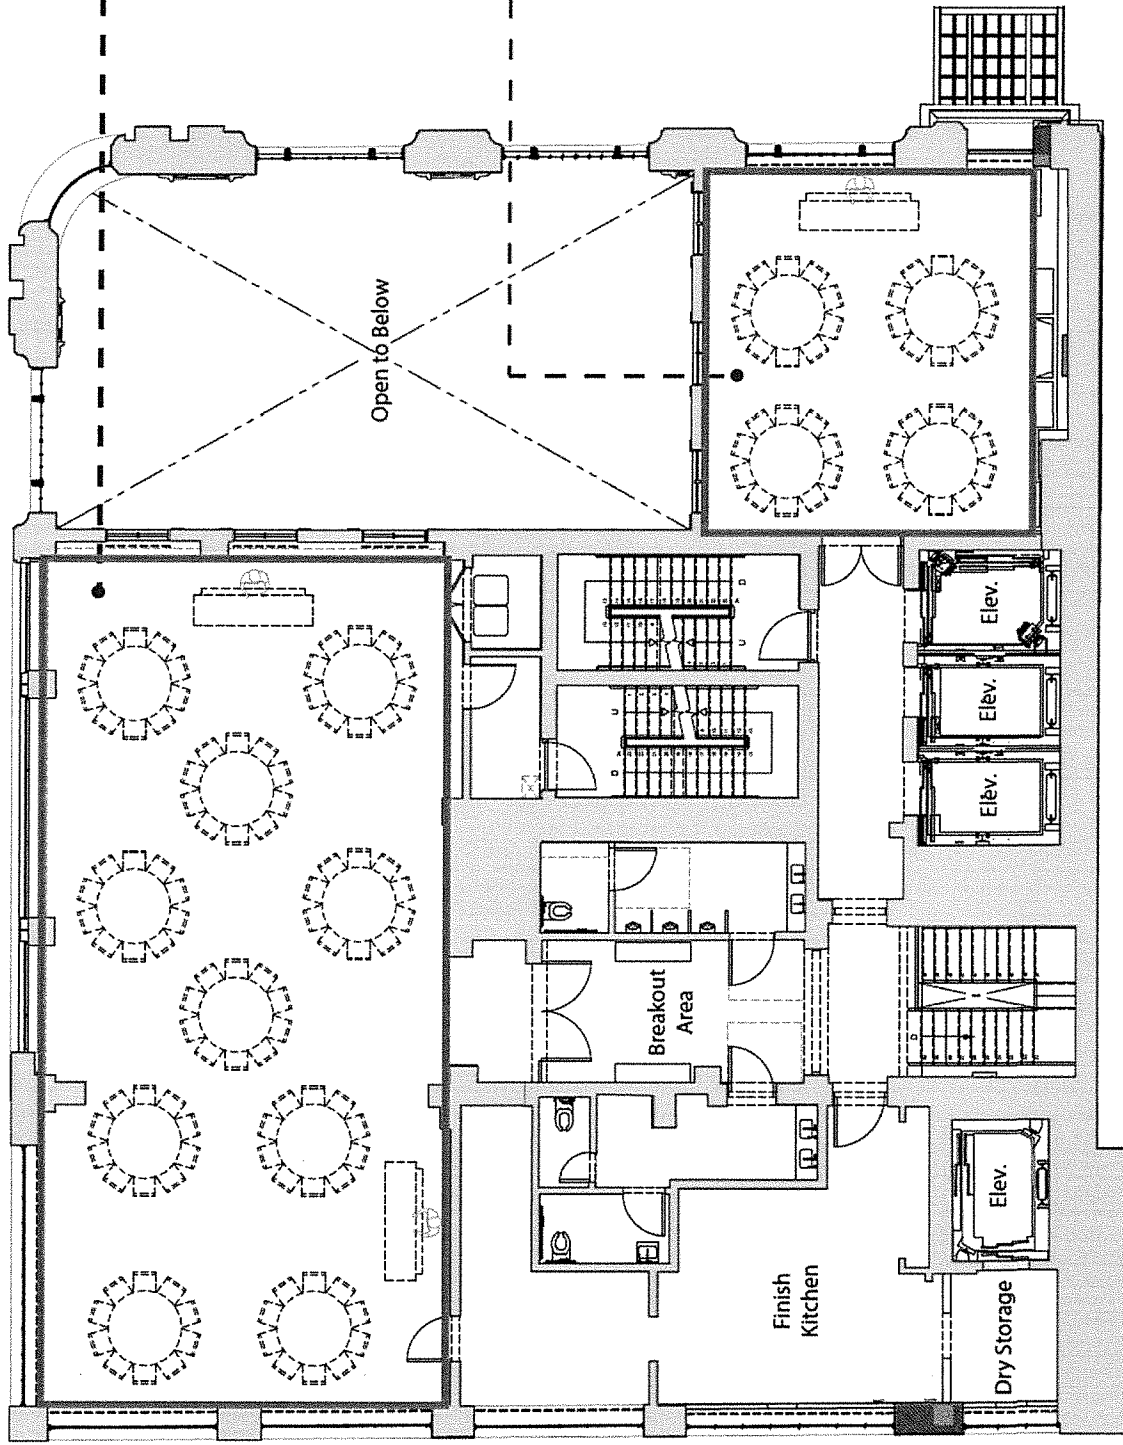 Open to Below
Elev.
Elev.
Elev.
Breakout
Area
Elev.
Finish
Kitchen
Dry Storage
U
D
U
D
D